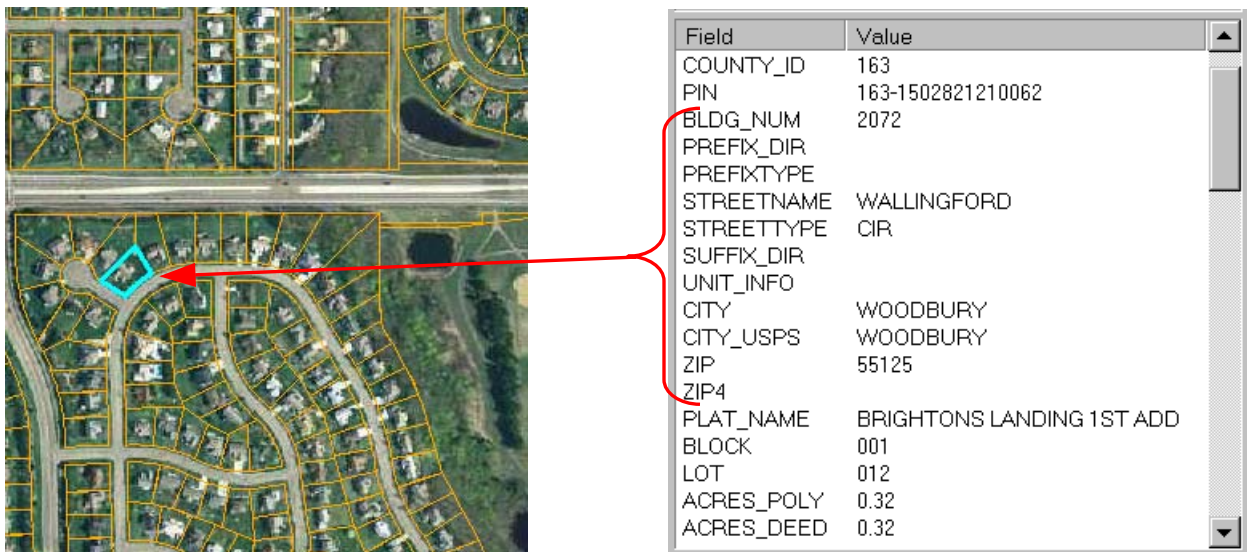 Field Value
COUNTY_ID 163
PIN 163-1502821210062
BLDG_NUM 2072
PREFIX_DIR
PREFIXTYPE
STREETNAME WALLINGFORD
STREETTYPE CIR
SUFFIX_DIR
UNIT_INFO
CITY WOODBURY
CITY_USPS WOODBURY
ZIP 55125
ZIP4
PLAT_NAME BRIGHTONS LANDING 1ST ADD
BLOCK 001
LOT 012
ACRES_POLY 0.32
ACRES_DEED 0.32